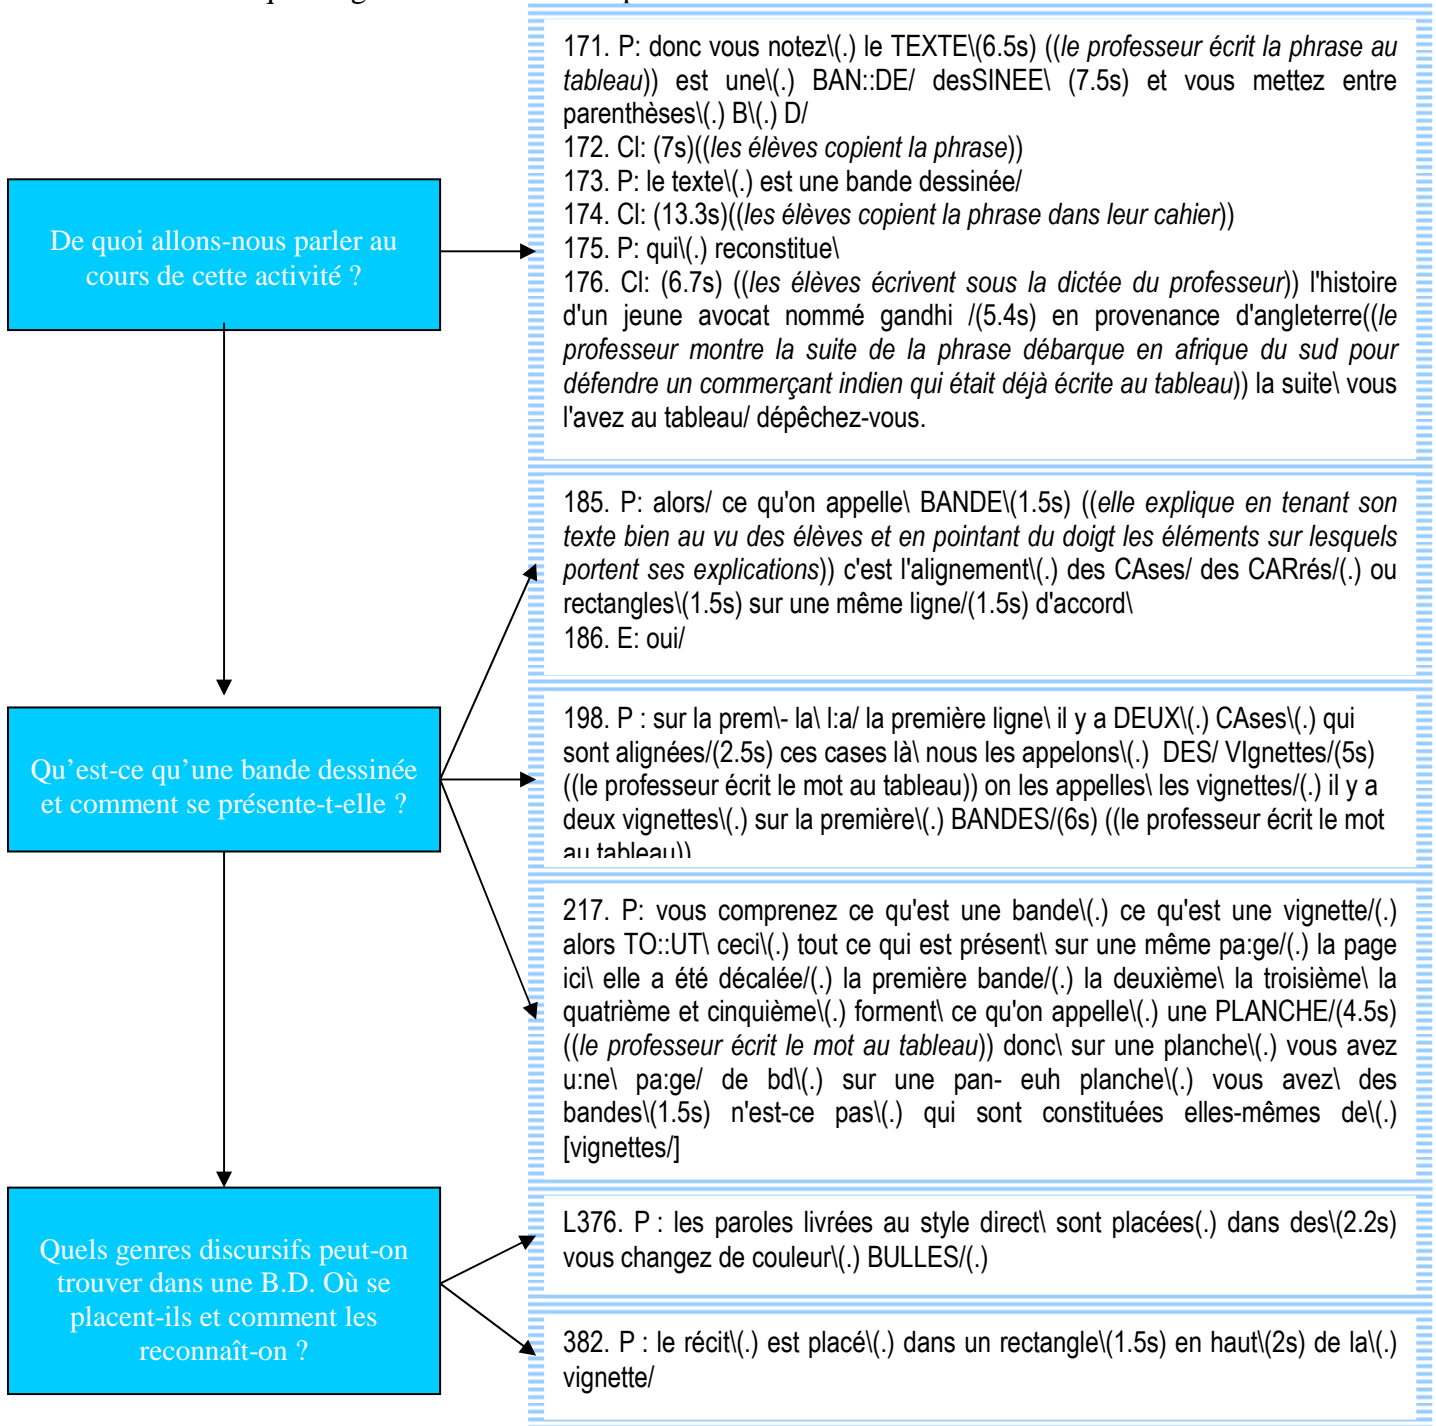 171. P: donc vous notez\(.) le TEXTE\(6.5s) ((le professeur écrit la phrase au
tableau)) est une\(.) BAN::DE/ desSINEE\ (7.5s) et vous mettez entre
parenthèses\(.) B\(.) D/
172. Cl: (7s)((les élèves copient la phrase))
173. P: le texte\(.) est une bande dessinée/
174. Cl: (13.3s)((les élèves copient la phrase dans leur cahier))
175. P: qui\(.) reconstitue\
176. Cl: (6.7s) ((les élèves écrivent sous la dictée du professeur)) l'histoire
d'un jeune avocat nommé gandhi /(5.4s) en provenance d'angleterre((le
professeur montre la suite de la phrase débarque en afrique du sud pour
défendre un commerçant indien qui était déjà écrite au tableau)) la suite\ vous
l'avez au tableau/ dépêchez-vous.
De quoi allons-nous parler au
cours de cette activité ?
185. P: alors/ ce qu'on appelle\ BANDE\(1.5s) ((elle explique en tenant son
texte bien au vu des élèves et en pointant du doigt les éléments sur lesquels
portent ses explications)) c'est l'alignement\(.) des CAses/ des CARrés/(.) ou
rectangles\(1.5s) sur une même ligne/(1.5s) d'accord\
186. E: oui/
198. P : sur la prem\- la\ l:a/ la première ligne\ il y a DEUX\(.) CAses\(.) qui
sont alignées/(2.5s) ces cases là\ nous les appelons\(.) DES/ VIgnettes/(5s)
((le professeur écrit le mot au tableau)) on les appelles\ les vignettes/(.) il y a
deux vignettes\(.) sur la première\(.) BANDES/(6s) ((le professeur écrit le mot
au tableau))
Qu'est-ce qu'une bande dessinée
et comment se présente-t-elle ?
217. P: vous comprenez ce qu'est une bande\(.) ce qu'est une vignette/(.)
alors TO::UT\ ceci\(.) tout ce qui est présent\ sur une même pa:ge/(.) la page
ici\ elle a été décalée/(.) la première bande/(.) la deuxième\ la troisième\ la
quatrième et cinquième\(.) forment\ ce qu'on appelle\(.) une PLANCHE/(4.5s)
((le professeur écrit le mot au tableau)) donc\ sur une planche\(.) vous avez
u:ne\ pa:ge/ de bd\(.) sur une pan- euh planche\(.) vous avez\ des
bandes\(1.5s) n'est-ce pas\(.) qui sont constituées elles-mêmes de\(.)
[vignettes/]
Quels genres discursifs peut-on
trouver dans une B.D. Où se
placent-ils et comment les
reconnaît-on ?
L376. P : les paroles livrées au style direct\ sont placées(.) dans des\(2.2s)
vous changez de couleur\(.) BULLES/(.)
382. P : le récit\(.) est placé\(.) dans un rectangle\(1.5s) en haut\(2s) de la\(.)
vignette/